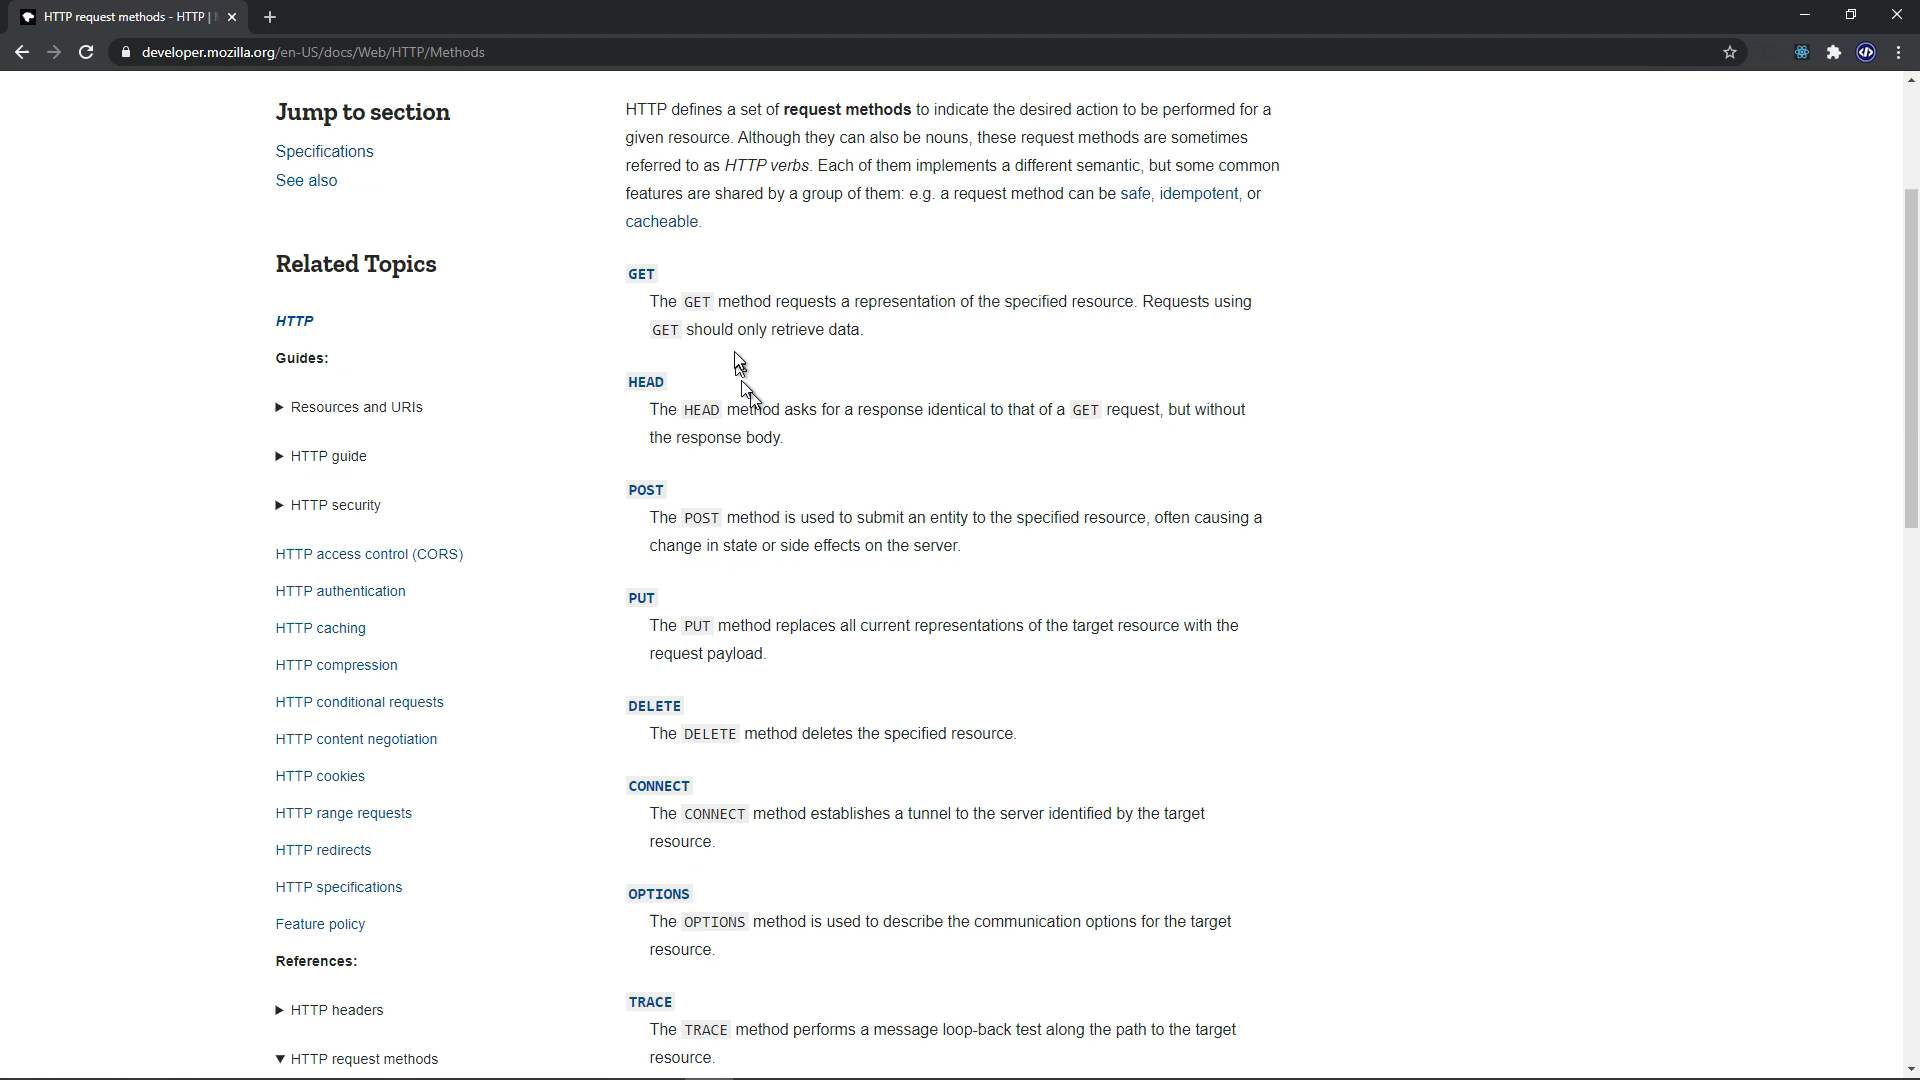 HTTP request methods - HTTP |
developer.mozilla.org/en-US/docs/Web/HTTP/Methods
Jump to section
Specifications
See also
Related Topics
HTTP
Guides:
▶ Resources and URIs
▶ HTTP guide
▶ HTTP security
HTTP access control (CORS)
HTTP authentication
HTTP caching
HTTP compression
HTTP conditional requests
HTTP content negotiation
HTTP cookies
HTTP range requests
HTTP redirects
HTTP specifications
Feature policy
References:
▶ HTTP headers
▼ HTTP request methods
HTTP defines a set of request methods to indicate the desired action to be performed for a
given resource. Although they can also be nouns, these request methods are sometimes
referred to as HTTP verbs. Each of them implements a different semantic, but some common
features are shared by a group of them: e.g. a request method can be safe, idempotent, or
cacheable.
GET
The GET method requests a representation of the specified resource. Requests using
GET should only retrieve data.
HEAD
The HEAD method asks for a response identical to that of a GET request, but without
the response body.
POST
The POST method is used to submit an entity to the specified resource, often causing a
change in state or side effects on the server.
PUT
The PUT method replaces all current representations of the target resource with the
request payload.
DELETE
The DELETE method deletes the specified resource.
CONNECT
The CONNECT method establishes a tunnel to the server identified by the target
resource.
OPTIONS
The OPTIONS method is used to describe the communication options for the target
resource.
TRACE
The TRACE method performs a message loop-back test along the path to the target
resource.